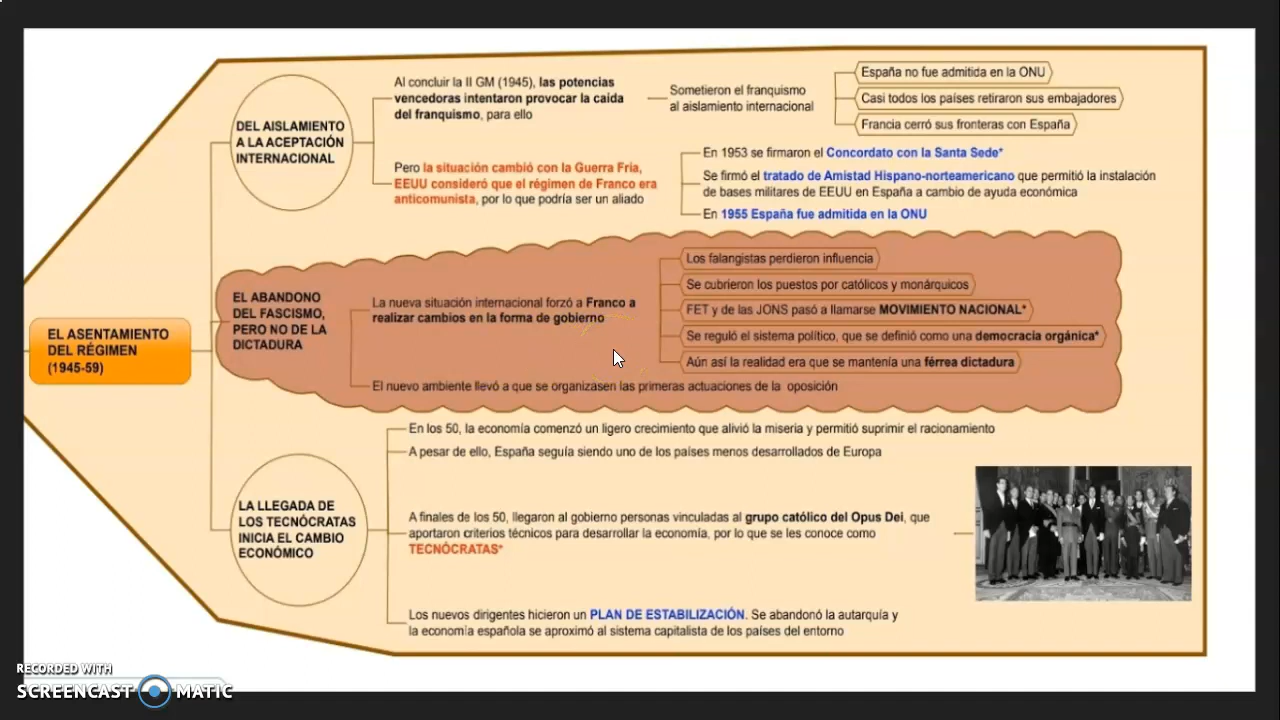 EL ASENTAMIENTO
DEL RÉGIMEN
(1945-59)
DEL AISLAMIENTO
A LA ACEPTACIÓN
INTERNACIONAL
Al concluir la II GM (1945), las potencias
vencedoras intentaron provocar la caída
del franquismo, para ello
Sometieron el franquismo
al aislamiento internacional
España no fue admitida en la ONU
Casi todos los países retiraron sus embajadores
Francia cerró sus fronteras con España
Pero la situación cambió con la Guerra Fría,
EEUU consideró que el régimen de Franco era
anticomunista, por lo que podría ser un aliado
En 1953 se firmaron el Concordato con la Santa Sede*
Se firmó el tratado de Amistad Hispano-norteamericano que permitió la instalación
de bases militares de EEUU en España a cambio de ayuda económica
En 1955 España fue admitida en la ONU
EL ABANDONO
DEL FASCISMO,
PERO NO DE LA
DICTADURA
La nueva situación internacional forzó a Franco a
realizar cambios en la forma de gobierno
Los falangistas perdieron influencia
Se cubrieron los puestos por católicos y monárquicos
FET y de las JONS pasó a llamarse MOVIMIENTO NACIONAL*
Se reguló el sistema político, que se definió como una democracia orgánica*
Aún así la realidad era que se mantenía una férrea dictadura
El nuevo ambiente llevó a que se organizasen las primeras actuaciones de la oposición
LA LLEGADA DE
LOS TECNÓCRATAS
INICIA EL CAMBIO
ECONÓMICO
En los 50, la economía comenzó un ligero crecimiento que alivió la miseria y permitió suprimir el racionamiento
A pesar de ello, España seguía siendo uno de los países menos desarrollados de Europa
A finales de los 50, llegaron al gobierno personas vinculadas al grupo católico del Opus Dei, que
aportaron criterios técnicos para desarrollar la economía, por lo que se les conoce como
TECNÓCRATAS*
Los nuevos dirigentes hicieron un PLAN DE ESTABILIZACIÓN. Se abandonó la autarquía y
la economía española se aproximó al sistema capitalista de los países del entorno
RECORDED WITH
SCREENCAST MATIC